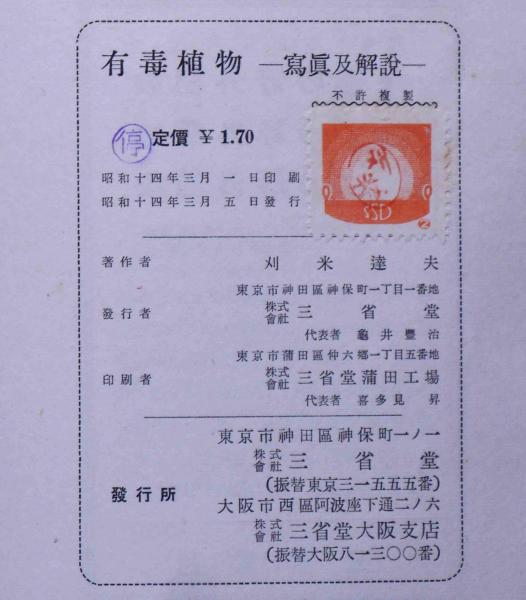 有毒植物 —寫眞及解說—
不許複製
停 定價 ¥ 1.70
SSD
2
昭和十四年三月一日印刷
昭和十四年三月五日發行
著作者 刈米達夫
東京市神田區神保町一丁目一番地
發行者 株式會社 三省堂
代表者 龜井豐治
東京市蒲田區仲六郷一丁目五番地
印刷者 株式會社 三省堂蒲田工場
代表者 喜多見昇
東京市神田區神保町一ノ一
發行所 株式會社 三省堂
(振替東京三一五五五番)
大阪市西區阿波座下通二ノ六
株式會社 三省堂大阪支店
(振替大阪八一三〇〇番)